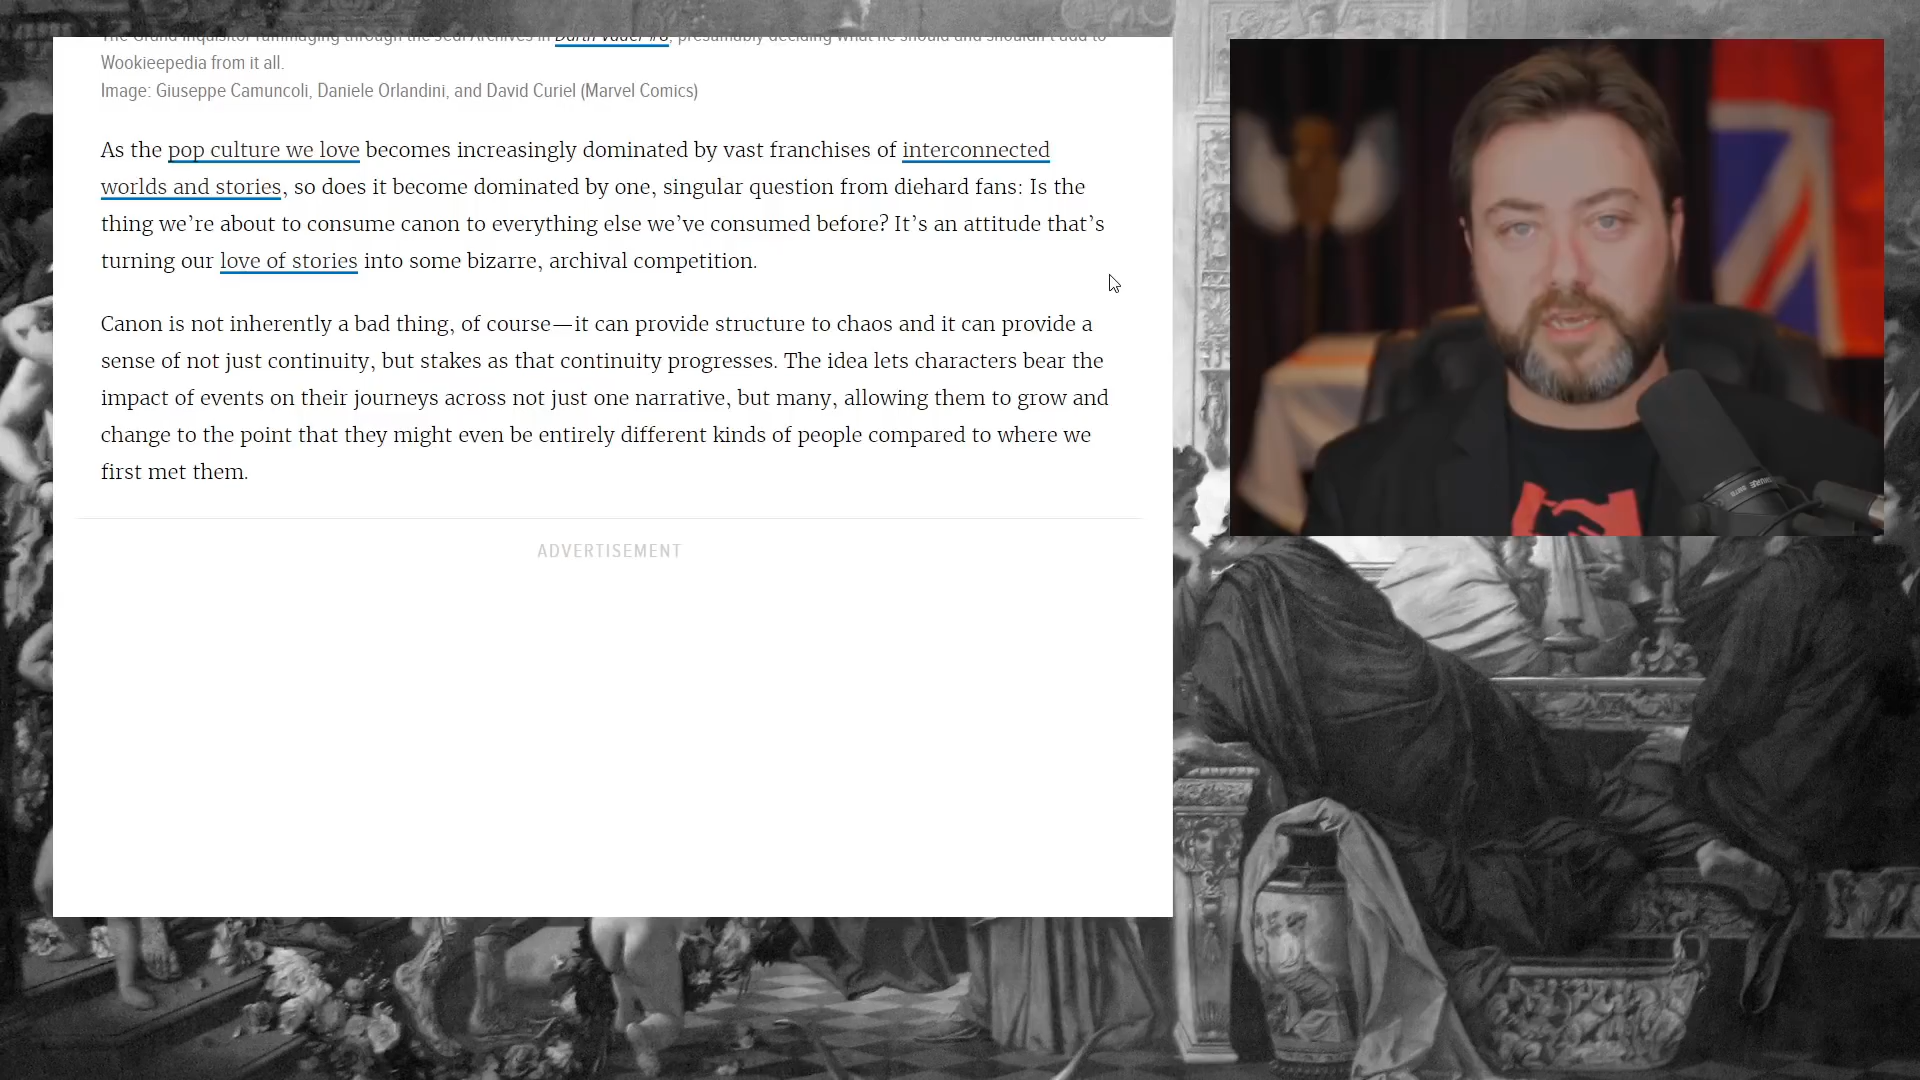 The Grand Inquisitor rummaging through the Jedi Archives in Darth Vader #6, presumably deciding what he should and shouldn't add to
Wookieepedia from it all.
Image: Giuseppe Camuncoli, Daniele Orlandini, and David Curiel (Marvel Comics)
As the pop culture we love becomes increasingly dominated by vast franchises of interconnected
worlds and stories, so does it become dominated by one, singular question from diehard fans: Is the
thing we’re about to consume canon to everything else we’ve consumed before? It’s an attitude that’s
turning our love of stories into some bizarre, archival competition.
Canon is not inherently a bad thing, of course—it can provide structure to chaos and it can provide a
sense of not just continuity, but stakes as that continuity progresses. The idea lets characters bear the
impact of events on their journeys across not just one narrative, but many, allowing them to grow and
change to the point that they might even be entirely different kinds of people compared to where we
first met them.
ADVERTISEMENT